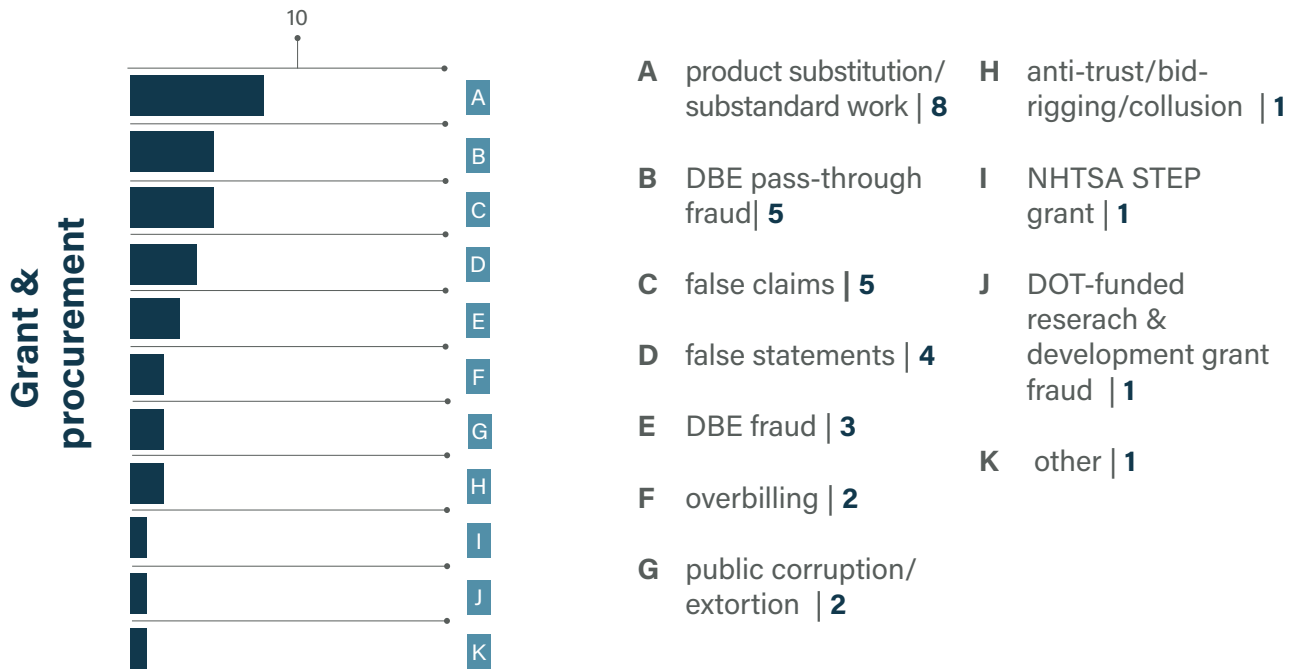 10
Grant &
procurement
A
B
C
D
E
F
G
H
I
J
K
A product substitution/
substandard work | 8
B DBE pass-through
fraud| 5
C false claims | 5
D false statements | 4
E DBE fraud | 3
F overbilling | 2
G public corruption/
extortion | 2
H anti-trust/bid-
rigging/collusion | 1
I NHTSA STEP
grant | 1
J DOT-funded
reserach &
development grant
fraud | 1
K other | 1